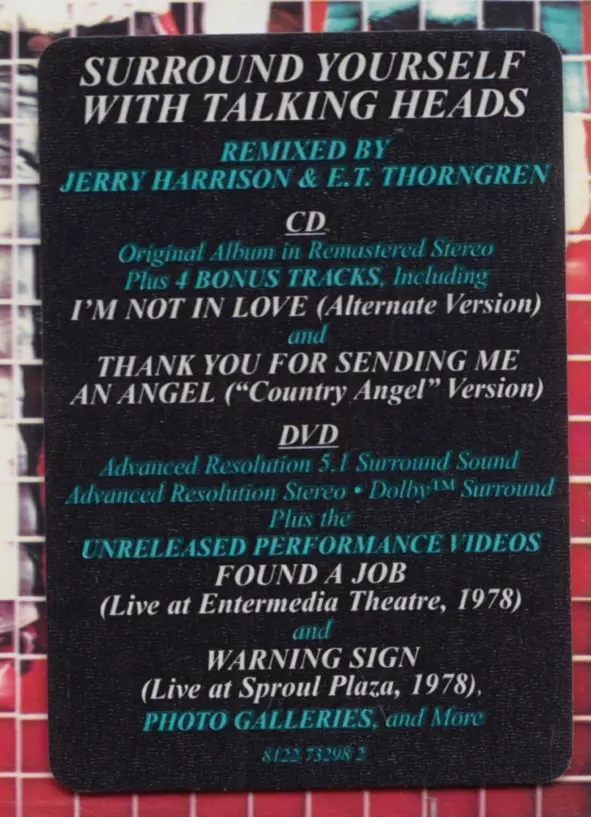 SURROUND YOURSELF
WITH TALKING HEADS
REMIXED BY
JERRY HARRISON & E.T. THORNGREN
CD
Original Album in Remastered Stereo
Plus 4 BONUS TRACKS, Including
I'M NOT IN LOVE (Alternate Version)
and
THANK YOU FOR SENDING ME
AN ANGEL (“Country Angel” Version)
DVD
Advanced Resolution 5.1 Surround Sound
Advanced Resolution Stereo • Dolby™ Surround
Plus the
UNRELEASED PERFORMANCE VIDEOS
FOUND A JOB
(Live at Entermedia Theatre, 1978)
and
WARNING SIGN
(Live at Sproul Plaza, 1978),
PHOTO GALLERIES, and More
8122 73298 2